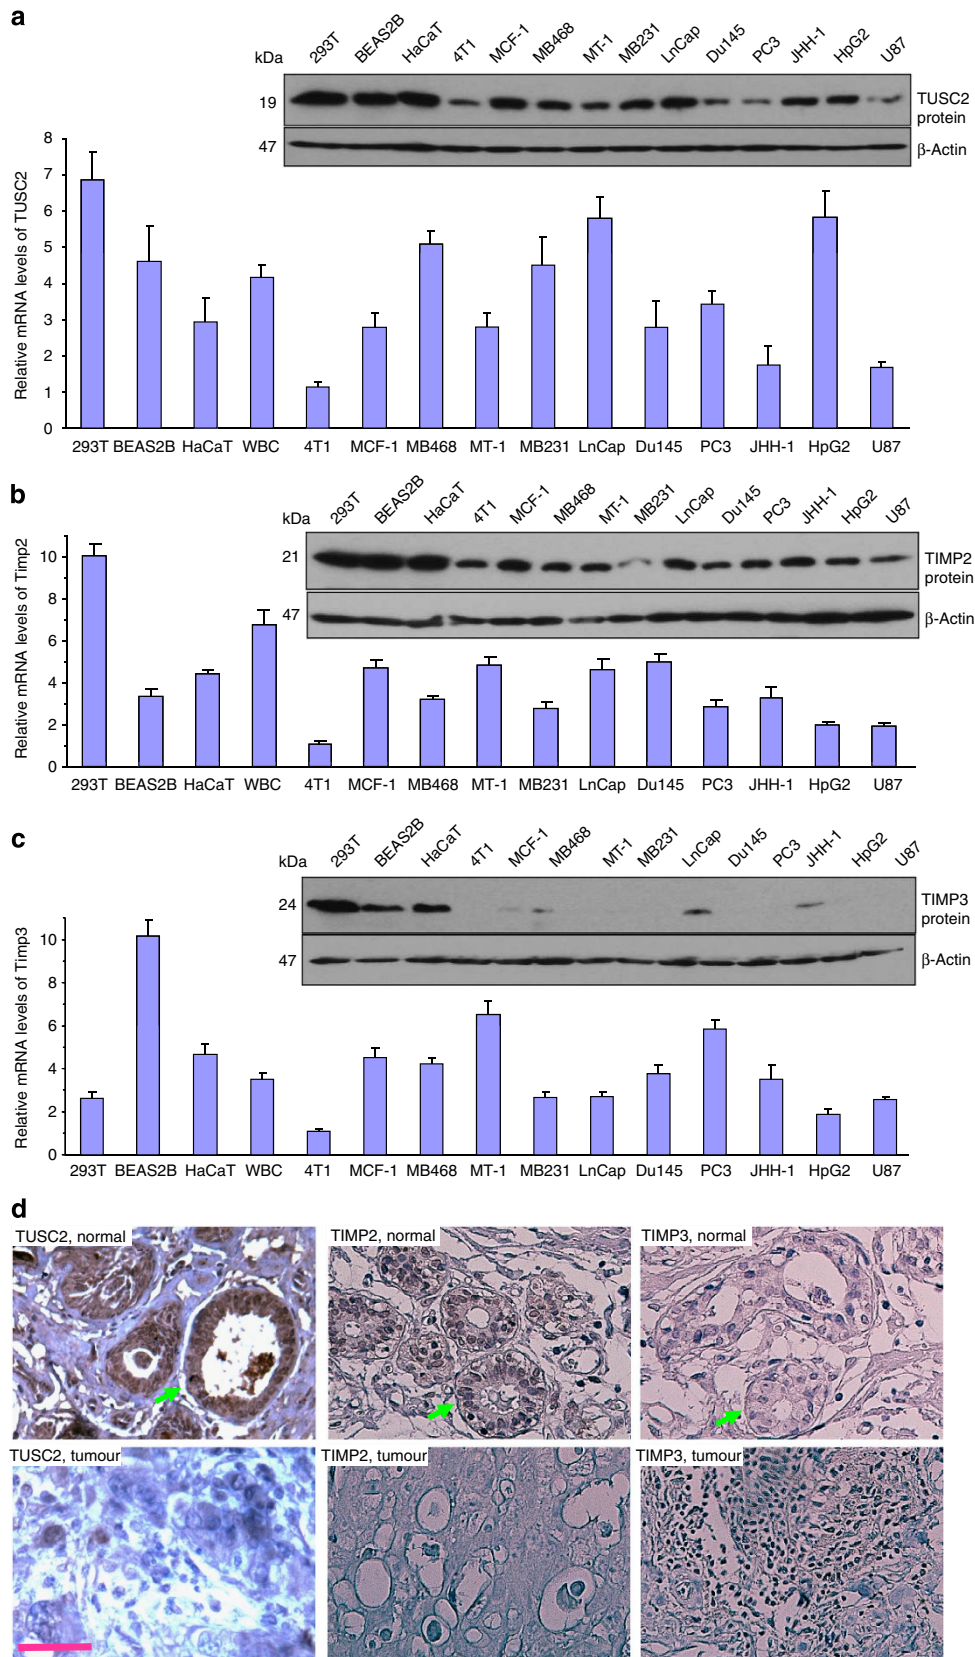 a
293T BEAS2B HaCaT 4T1 MCF-1 MB468 MT-1 MB231 LnCap Du145 PC3 JHH-1 HpG2 U87
kDa
19
TUSC2 protein
47
β-Actin
Relative mRNA levels of TUSC2
8
7
6
5
4
3
2
1
0
293T BEAS2B HaCaT WBC 4T1 MCF-1 MB468 MT-1 MB231 LnCap Du145 PC3 JHH-1 HpG2 U87
b
293T BEAS2B HaCaT 4T1 MCF-1 MB468 MT-1 MB231 LnCap Du145 PC3 JHH-1 HpG2 U87
kDa
21
TIMP2 protein
47
β-Actin
Relative mRNA levels of Timp2
10
8
6
4
2
0
293T BEAS2B HaCaT WBC 4T1 MCF-1 MB468 MT-1 MB231 LnCap Du145 PC3 JHH-1 HpG2 U87
c
293T BEAS2B HaCaT 4T1 MCF-1 MB468 MT-1 MB231 LnCap Du145 PC3 JHH-1 HpG2 U87
kDa
24
TIMP3 protein
47
β-Actin
Relative mRNA levels of Timp3
10
8
6
4
2
0
293T BEAS2B HaCaT WBC 4T1 MCF-1 MB468 MT-1 MB231 LnCap Du145 PC3 JHH-1 HpG2 U87
d
TUSC2, normal
TIMP2, normal
TIMP3, normal
TUSC2, tumour
TIMP2, tumour
TIMP3, tumour